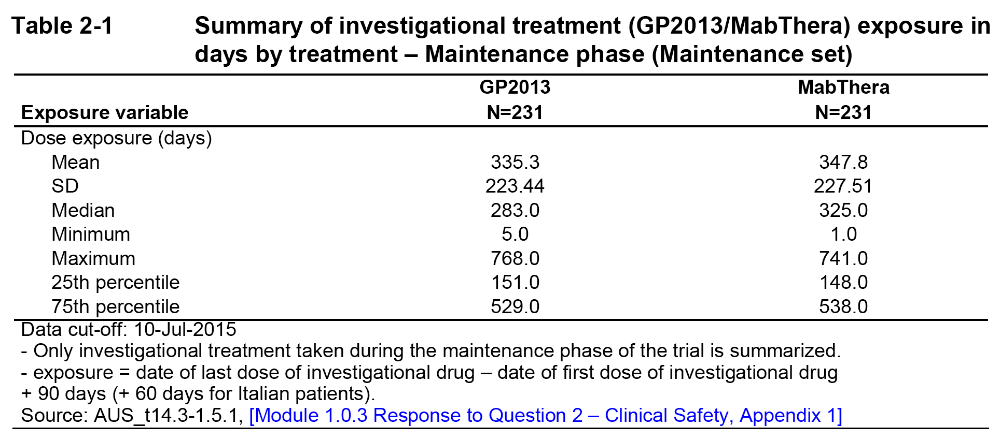 Table 2-1 Summary of investigational treatment (GP2013/MabThera) exposure in
days by treatment – Maintenance phase (Maintenance set)
GP2013 MabThera
Exposure variable N=231 N=231
Dose exposure (days)
Mean 335.3 347.8
SD 223.44 227.51
Median 283.0 325.0
Minimum 5.0 1.0
Maximum 768.0 741.0
25th percentile 151.0 148.0
75th percentile 529.0 538.0
Data cut-off: 10-Jul-2015
- Only investigational treatment taken during the maintenance phase of the trial is summarized.
- exposure = date of last dose of investigational drug – date of first dose of investigational drug
+ 90 days (+ 60 days for Italian patients).
Source: AUS_t14.3-1.5.1, [Module 1.0.3 Response to Question 2 – Clinical Safety, Appendix 1]